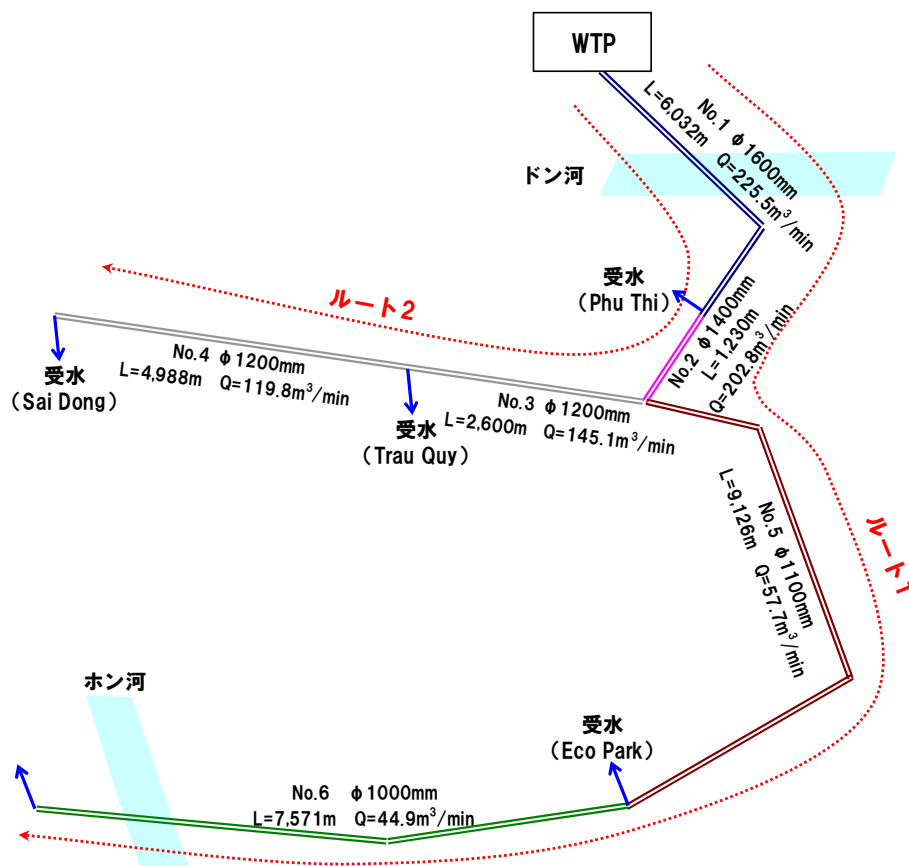 WTP
No.1 φ1600mm
L=6,032m Q=225.5m³/min
ドン河
受水
（Phu Thi）
No.2 φ1400mm
L=1,230m
Q=202.8m³/min
ルート2
No.4 φ1200mm
L=4,988m Q=119.8m³/min
受水
（Sai Dong）
No.3 φ1200mm
L=2,600m Q=145.1m³/min
受水
（Trau Quy）
No.5 φ1100mm
L=9,126m Q=57.7m³/min
ルート1
ホン河
受水
（Eco Park）
No.6 φ1000mm
L=7,571m Q=44.9m³/min